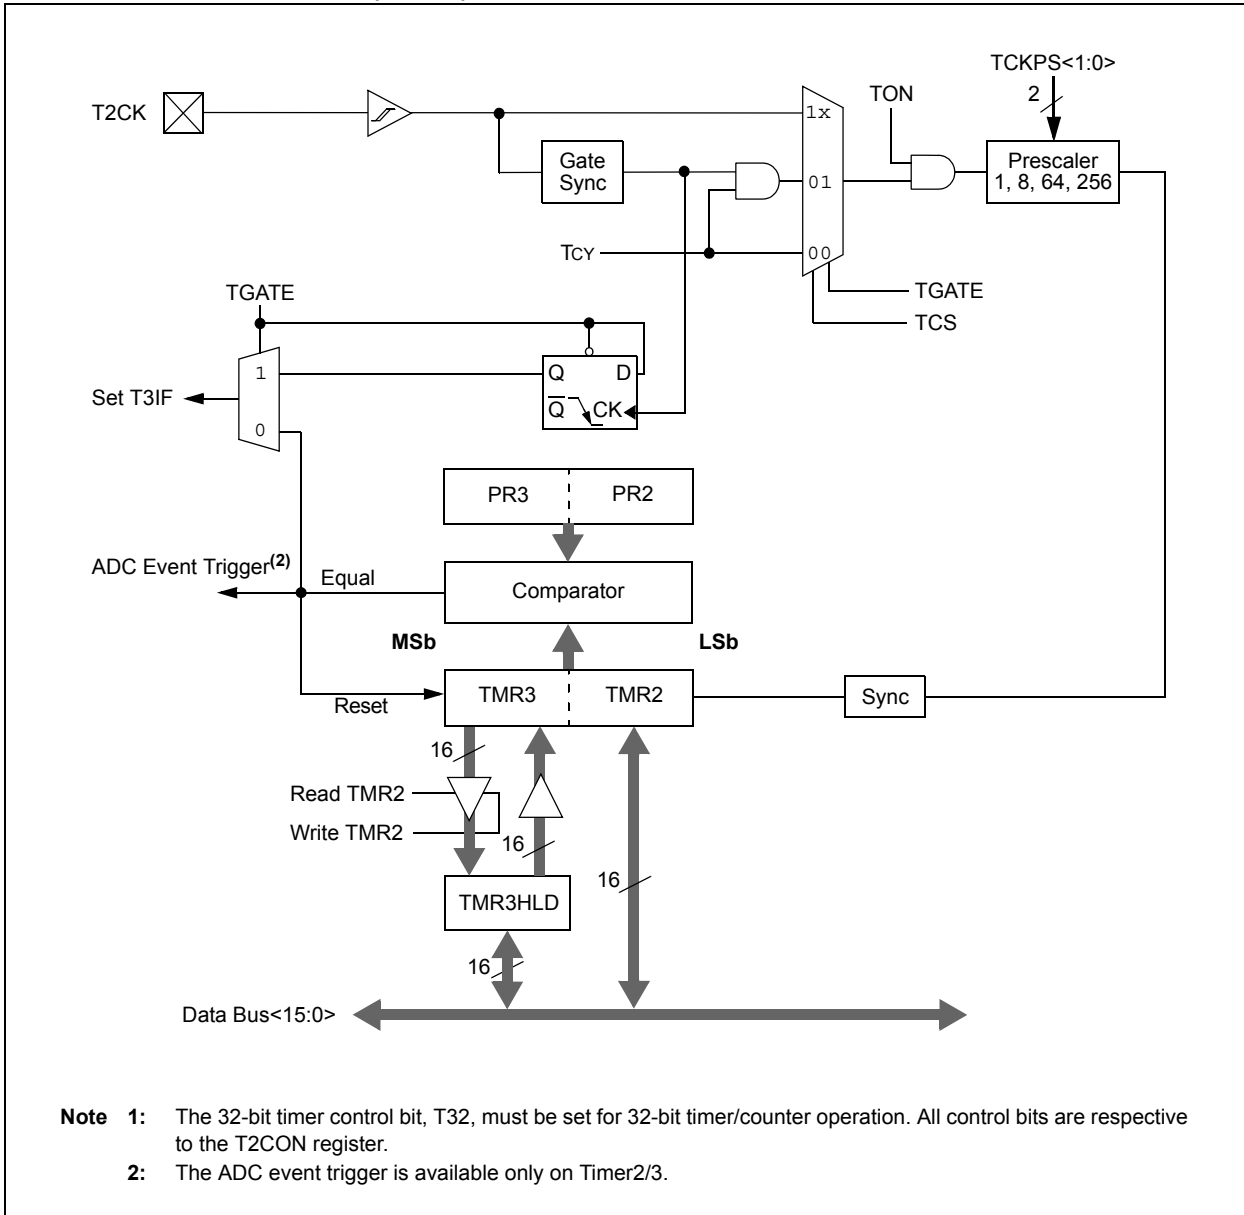 TCKPS<1:0>
2
TON
T2CK
1x
Gate
Sync
Prescaler
1, 8, 64, 256
01
TCY
00
TGATE
TCS
TGATE
1
Q
D
Set T3IF
Q
CK
0
PR3
PR2
ADC Event Trigger(2)
Equal
Comparator
MSb
LSb
TMR3
TMR2
Sync
Reset
16
Read TMR2
Write TMR2
16
16
TMR3HLD
16
Data Bus<15:0>
Note 1: The 32-bit timer control bit, T32, must be set for 32-bit timer/counter operation. All control bits are respective
to the T2CON register.
2: The ADC event trigger is available only on Timer2/3.